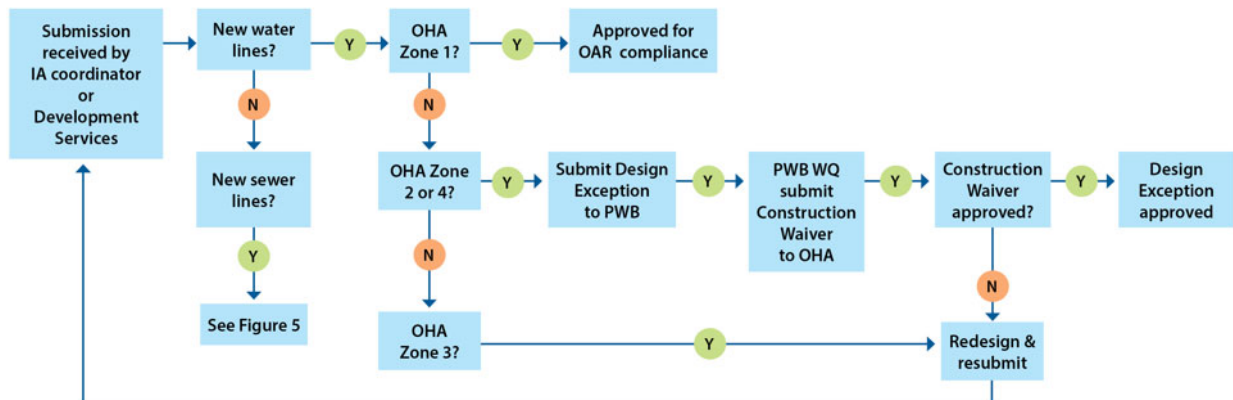 Submission
received by
IA coordinator
or
Development
Services
New water
lines?
Y
OHA
Zone 1?
Y
Approved for
OAR compliance
N
N
New sewer
lines?
OHA Zone
2 or 4?
Y
Submit Design
Exception
to PWB
Y
PWB WQ
submit
Construction
Waiver
to OHA
Y
Construction
Waiver
approved?
Y
Design
Exception
approved
Y
N
N
See Figure 5
OHA
Zone 3?
Y
Redesign &
resubmit